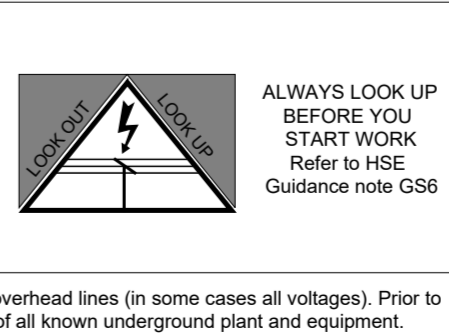 LOOK OUT
LOOK UP
ALWAYS LOOK UP
BEFORE YOU
START WORK
Refer to HSE
Guidance note GS6
overhead lines (in some cases all voltages). Prior to
of all known underground plant and equipment.